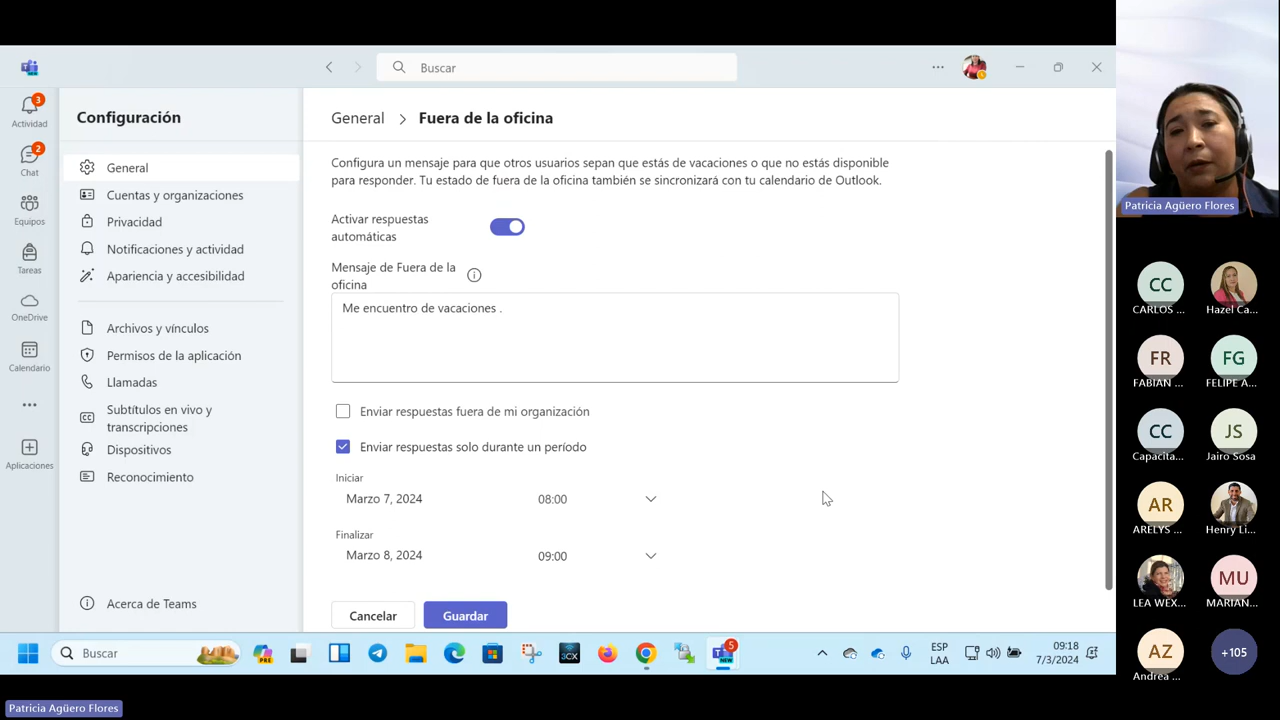 Buscar
3
Actividad
2
Chat
Equipos
Tareas
OneDrive
Calendario
Aplicaciones
Configuración
General
Cuentas y organizaciones
Privacidad
Notificaciones y actividad
Apariencia y accesibilidad
Archivos y vínculos
Permisos de la aplicación
Llamadas
Subtítulos en vivo y
transcripciones
Dispositivos
Reconocimiento
Acerca de Teams
General > Fuera de la oficina
Configura un mensaje para que otros usuarios sepan que estás de vacaciones o que no estás disponible
para responder. Tu estado de fuera de la oficina también se sincronizará con tu calendario de Outlook.
Activar respuestas
automáticas
Mensaje de Fuera de la
oficina
Me encuentro de vacaciones .
Enviar respuestas fuera de mi organización
Enviar respuestas solo durante un período
Iniciar
Marzo 7, 2024 08:00
Finalizar
Marzo 8, 2024 09:00
Cancelar Guardar
Buscar
PRE
3CX
NEW
5
ESP
LAA
09:18
7/3/2024
Patricia Agüero Flores
Patricia Agüero Flores
CC
CARLOS ...
Hazel Ca...
FR
FABIAN ...
FG
FELIPE A...
CC
Capacita...
JS
Jairo Sosa
AR
ARELYS ...
Henry Li...
LEA WEX...
MU
MARIAN...
AZ
Andrea ...
+105